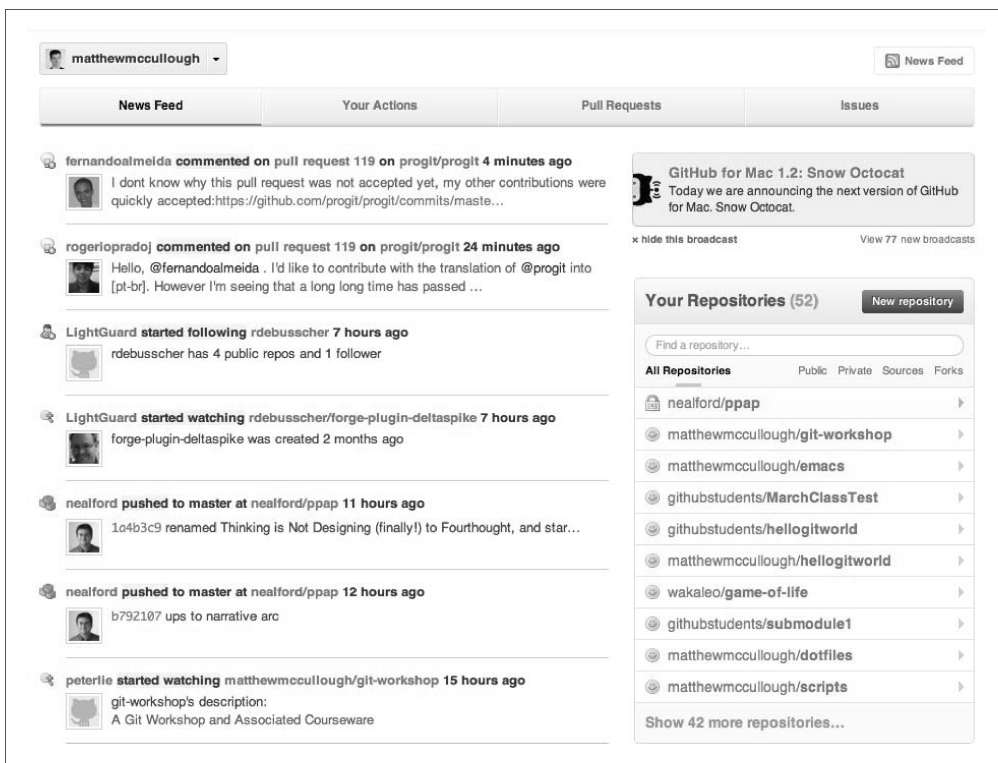 matthewmccullough
News Feed
News Feed
Your Actions
Pull Requests
Issues
fernandoalmeida commented on pull request 119 on progit/progit 4 minutes ago
I dont know why this pull request was not accepted yet, my other contributions were
quickly accepted:https://github.com/progit/progit/commits/maste…
rogeriopradoj commented on pull request 119 on progit/progit 24 minutes ago
Hello, @fernandoalmeida . I'd like to contribute with the translation of @progit into
[pt-br]. However I'm seeing that a long long time has passed …
LightGuard started following rdebusscher 7 hours ago
rdebusscher has 4 public repos and 1 follower
LightGuard started watching rdebusscher/forge-plugin-deltaspike 7 hours ago
forge-plugin-deltaspike was created 2 months ago
nealford pushed to master at nealford/ppap 11 hours ago
1a4b3c9 renamed Thinking is Not Designing (finally!) to Fourthought, and star…
nealford pushed to master at nealford/ppap 12 hours ago
b792107 ups to narrative arc
peterlie started watching matthewmccullough/git-workshop 15 hours ago
git-workshop's description:
A Git Workshop and Associated Courseware
GitHub for Mac 1.2: Snow Octocat
Today we are announcing the next version of GitHub
for Mac. Snow Octocat.
× hide this broadcast
View 77 new broadcasts
Your Repositories (52)
New repository
Find a repository…
All Repositories
Public Private Sources Forks
nealford/ppap
matthewmccullough/git-workshop
matthewmccullough/emacs
githubstudents/MarchClassTest
githubstudents/hellogitworld
matthewmccullough/hellogitworld
wakaleo/game-of-life
githubstudents/submodule1
matthewmccullough/dotfiles
matthewmccullough/scripts
Show 42 more repositories…